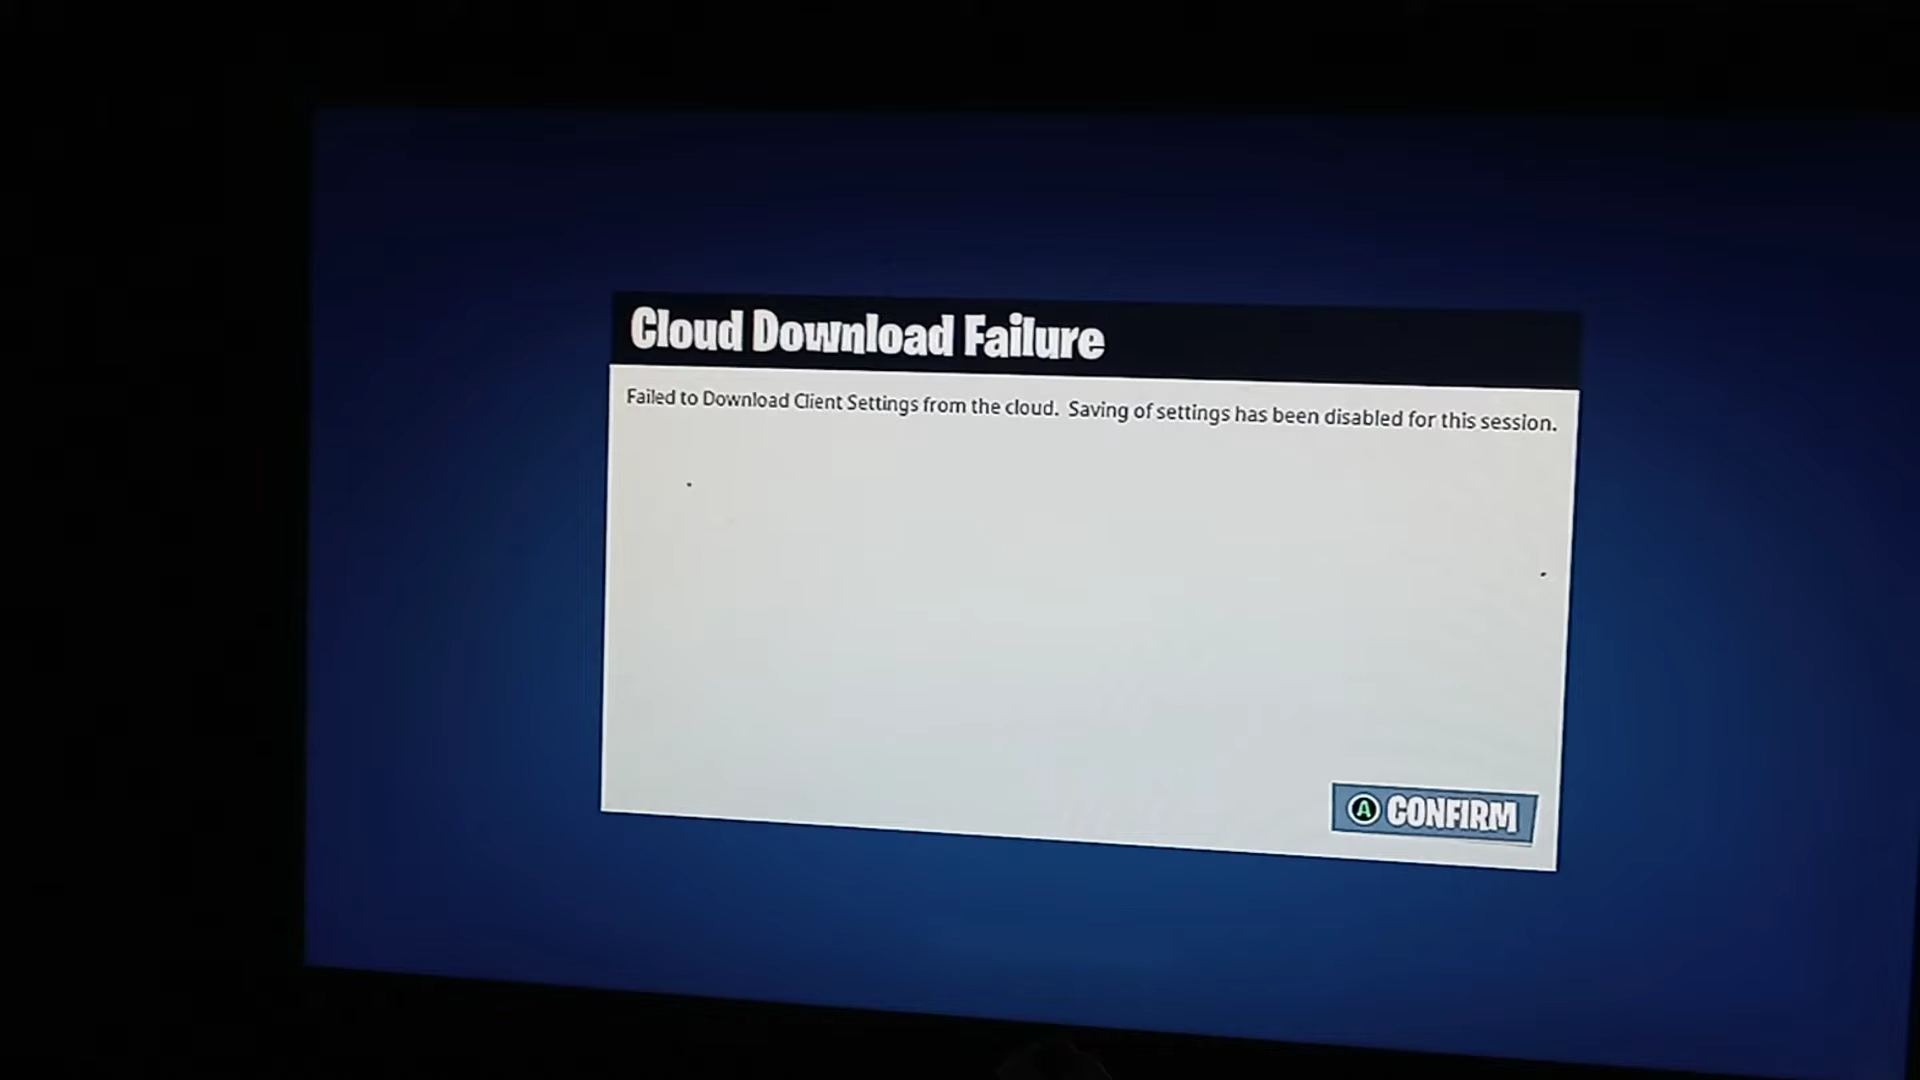 Cloud Download Failure
Failed to Download Client Settings from the cloud.  Saving of settings has been disabled for this session.
A CONFIRM